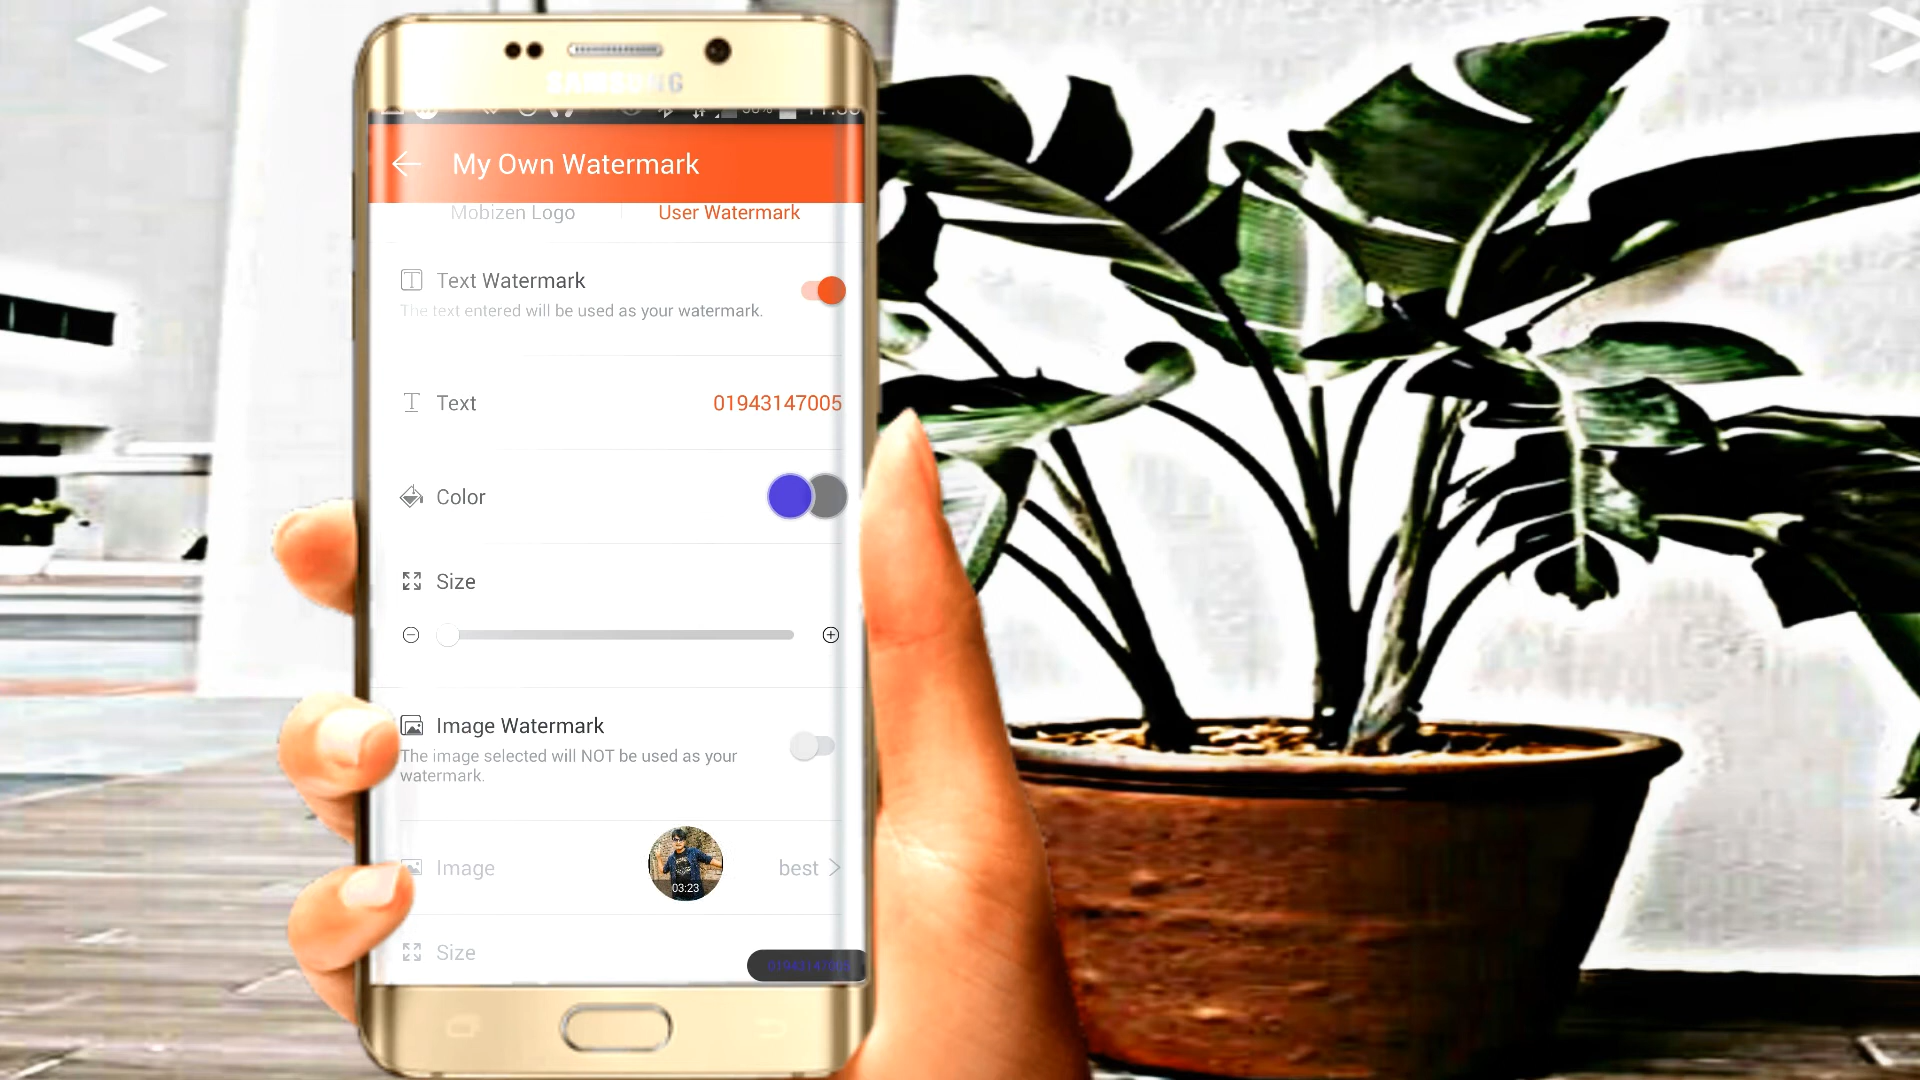 SAMSUNG
My Own Watermark
Mobizen Logo
User Watermark
Text Watermark
The text entered will be used as your watermark.
Text
01943147005
Color
Size
Image Watermark
The image selected will NOT be used as your
watermark.
Image
03:23
best
Size
01943147005